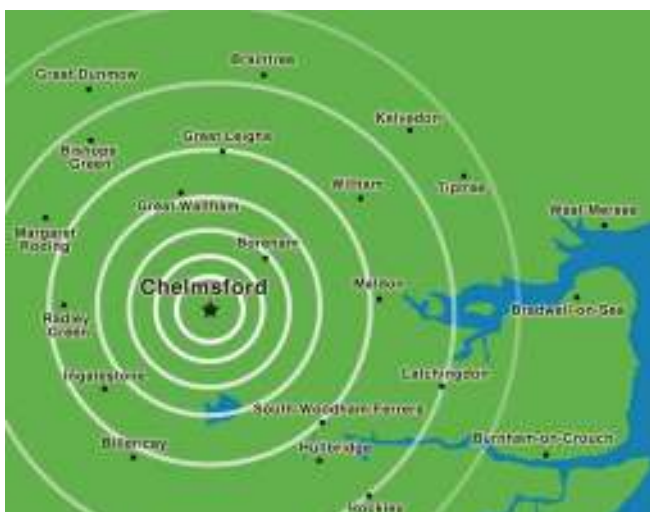 Braintree
Great Dunmow
Kelvedon
Great Leighs
Bishops
Green
Witham
Tiptree
Great Waltham
West Mersea
Margaret
Roding
Boreham
Chelmsford
Maldon
Bradwell-on-Sea
Radley
Green
Ingatestone
Latchingdon
South Woodham Ferrers
Burnham-on-Crouch
Billericay
Hullbridge
Hockley